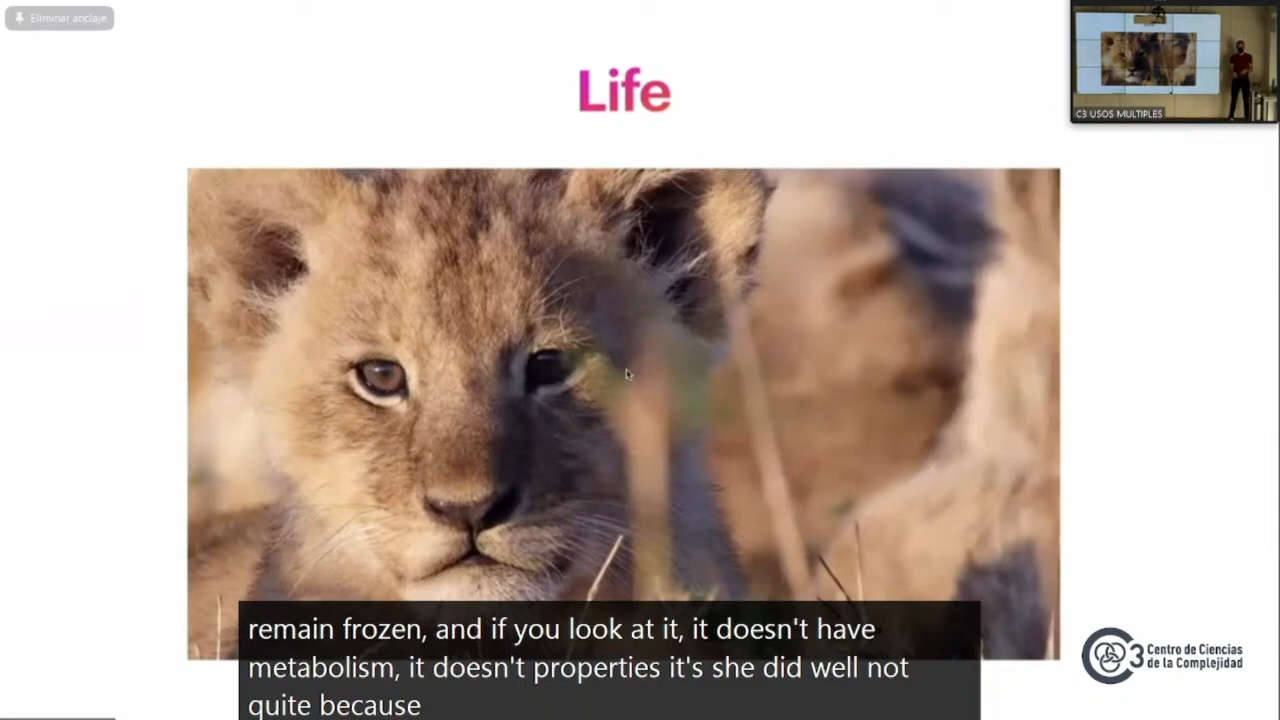 Eliminar anclaje
Life
C3 USOS MULTIPLES
remain frozen, and if you look at it, it doesn't have
metabolism, it doesn't properties it's she did well not
quite because
3 Centro de Ciencias
de la Complejidad